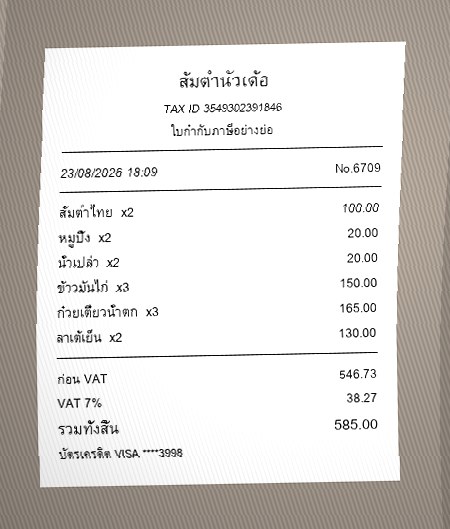 ส้มตำนัวเด้อ
TAX ID 3549302391846
ใบกำกับภาษีอย่างย่อ
23/08/2026 18:09 No.6709
ส้มตำไทย x2 100.00
หมูปิ้ง x2 20.00
น้ำเปล่า x2 20.00
ข้าวมันไก่ x3 150.00
ก๋วยเตี๋ยวน้ำตก x3 165.00
ลาเต้เย็น x2 130.00
ก่อน VAT 546.73
VAT 7% 38.27
รวมทั้งสิ้น 585.00
บัตรเครดิต VISA ****3998